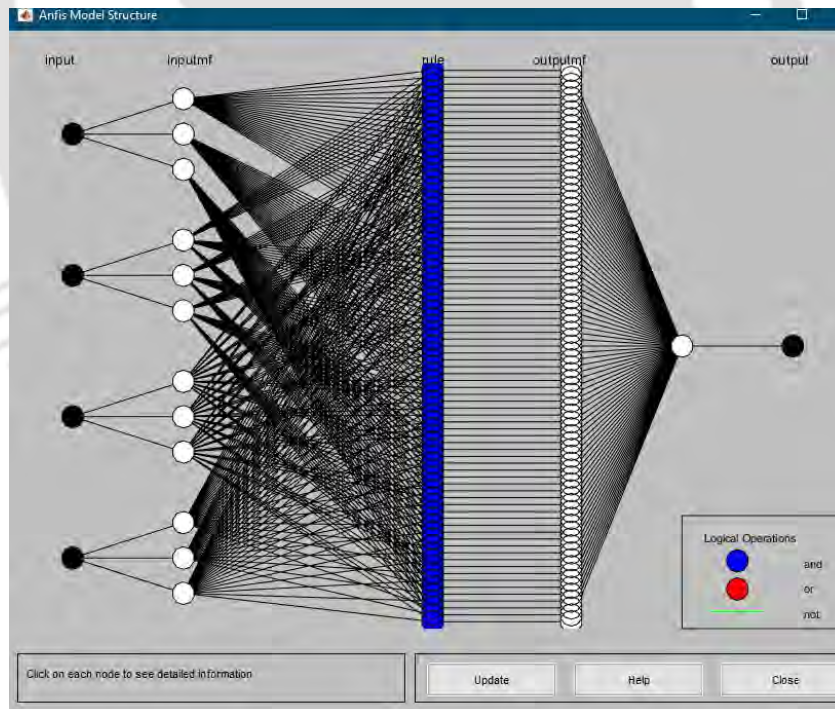 Anfis Model Structure
input inputmf rule outputmf output
Logical Operations
and
or
not
Click on each node to see detailed information
Update Help Close